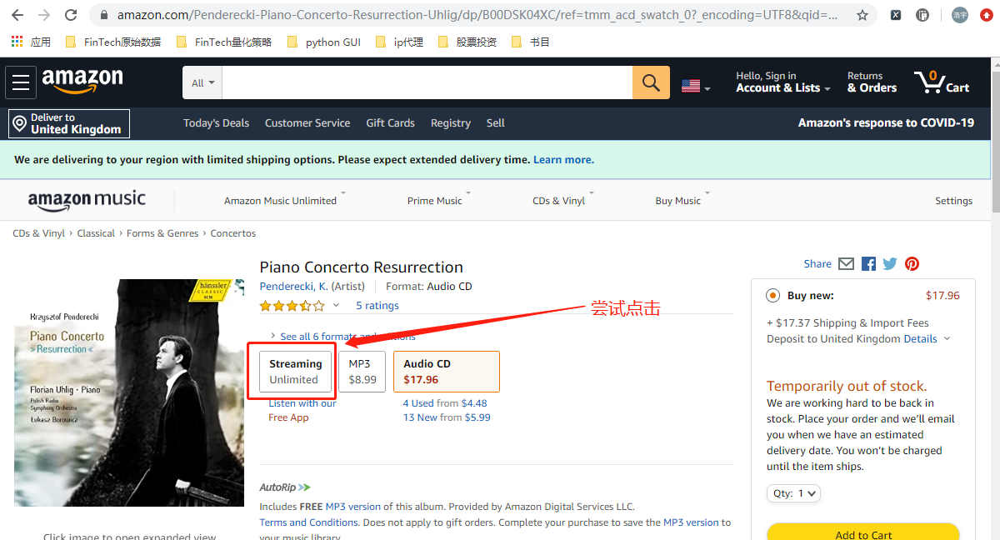 amazon.com/Penderecki-Piano-Concerto-Resurrection-Uhlig/dp/B00DSK04XC/ref=tmm_acd_swatch_0?_encoding=UTF8&qid=...
浩宇
应用 FinTech原始数据 FinTech量化策略 python GUI ip代理 股票投资 书目
amazon
All
Hello, Sign in
Account & Lists
Returns
& Orders
0
Cart
Deliver to
United Kingdom
Today's Deals Customer Service Gift Cards Registry Sell
Amazon's response to COVID-19
We are delivering to your region with limited shipping options. Please expect extended delivery time. Learn more.
amazon music
Amazon Music Unlimited Prime Music CDs & Vinyl Buy Music Settings
CDs & Vinyl › Classical › Forms & Genres › Concertos
hänssler
CLASSIC
Krzysztof Penderecki
Piano Concerto
»Resurrection«
Florian Uhlig · Piano
Polish Radio
Symphony Orchestra
Łukasz Borowicz
Click image to open expanded view
Piano Concerto Resurrection
Penderecki, K. (Artist) Format: Audio CD
5 ratings
尝试点击
See all 6 formats and editions
Streaming
Unlimited
MP3
$8.99
Audio CD
$17.96
Listen with our
Free App
4 Used from $4.48
13 New from $5.99
AutoRip
Includes FREE MP3 version of this album. Provided by Amazon Digital Services LLC.
Terms and Conditions. Does not apply to gift orders. Complete your purchase to save the MP3 version to
your music library.
Share
Buy new: $17.96
+ $17.37 Shipping & Import Fees
Deposit to United Kingdom Details
Temporarily out of stock.
We are working hard to be back in
stock. Place your order and we’ll email
you when we have an estimated
delivery date. You won’t be charged
until the item ships.
Qty: 1
Add to Cart